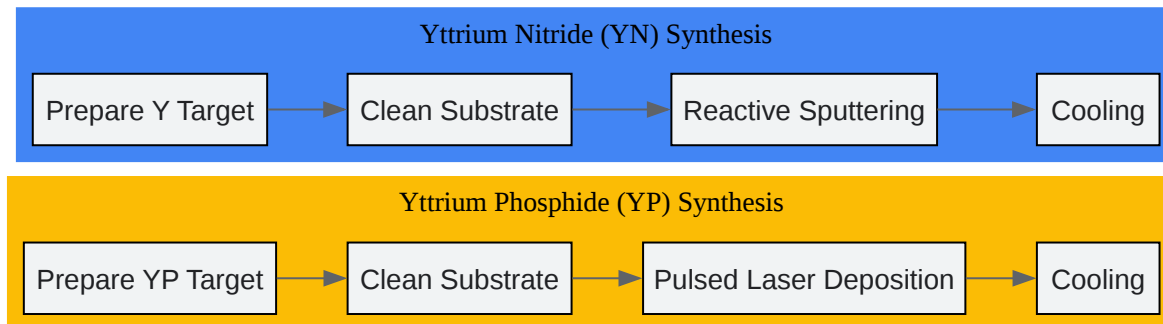 Yttrium Nitride (YN) Synthesis
Prepare Y Target
Clean Substrate
Reactive Sputtering
Cooling
Yttrium Phosphide (YP) Synthesis
Prepare YP Target
Clean Substrate
Pulsed Laser Deposition
Cooling